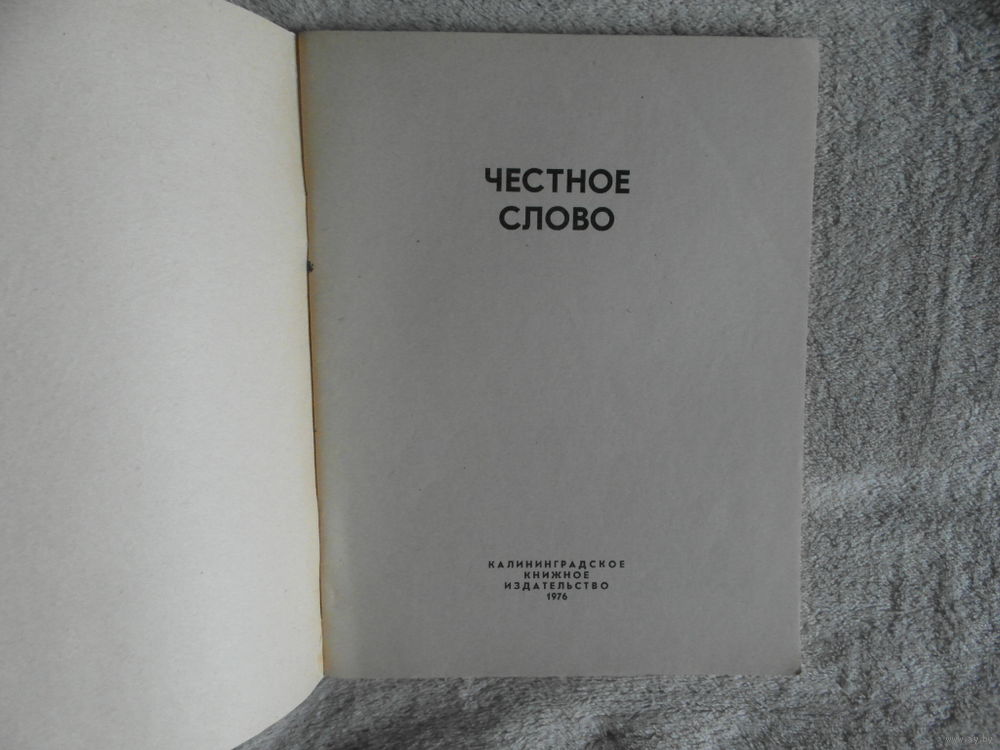 ЧЕСТНОЕ
СЛОВО
КАЛИНИНГРАДСКОЕ
КНИЖНОЕ
ИЗДАТЕЛЬСТВО
1976